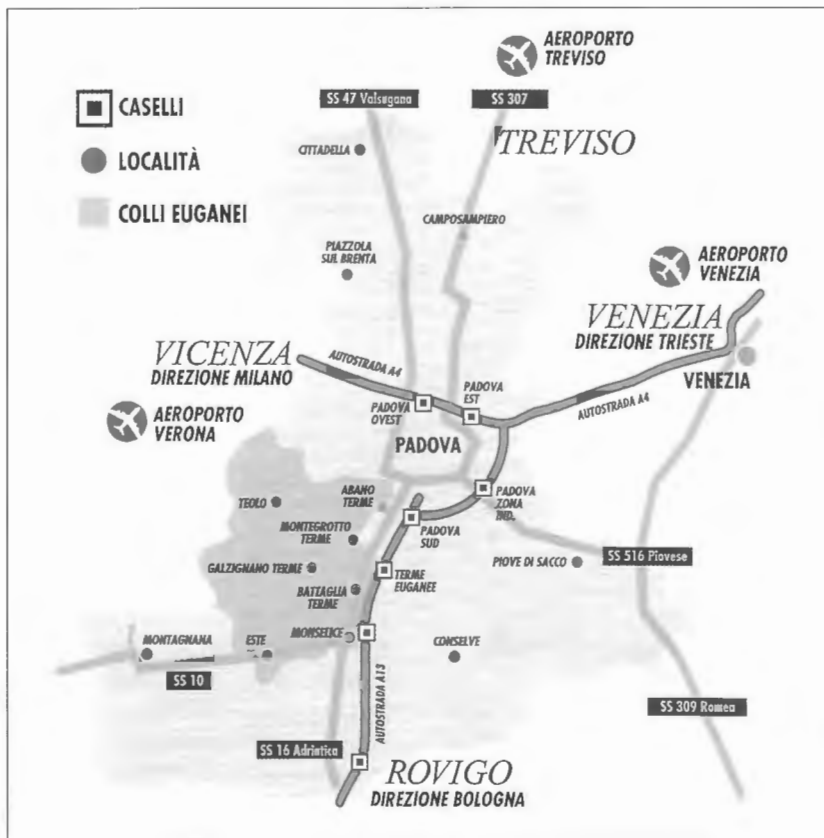 AEROPORTO
TREVISO
SS 47 Valsugana
SS 307
CASELLI
TREVISO
CITTADELLA
LOCALITÀ
COLLI EUGANEI
CAMPOSAMPIERO
PIAZZOLA
SUL BRENTA
AEROPORTO
VENEZIA
VENEZIA
DIREZIONE TRIESTE
VICENZA
DIREZIONE MILANO
AUTOSTRADA A4
VENEZIA
PADOVA
EST
AUTOSTRADA A4
PADOVA
OVEST
AEROPORTO
VERONA
PADOVA
ABANO
TERME
TEOLO
PADOVA
ZONA
IND.
MONTEGROTTO
TERME
PADOVA
SUD
PIOVE DI SACCO
SS 516 Piovese
GALZIGNANO TERME
TERME
EUGANEE
BATTAGLIA
TERME
MONSELICE
MONTAGNANA
ESTE
CONSELVE
SS 10
AUTOSTRADA A13
SS 309 Romea
SS 16 Adriatica
ROVIGO
DIREZIONE BOLOGNA